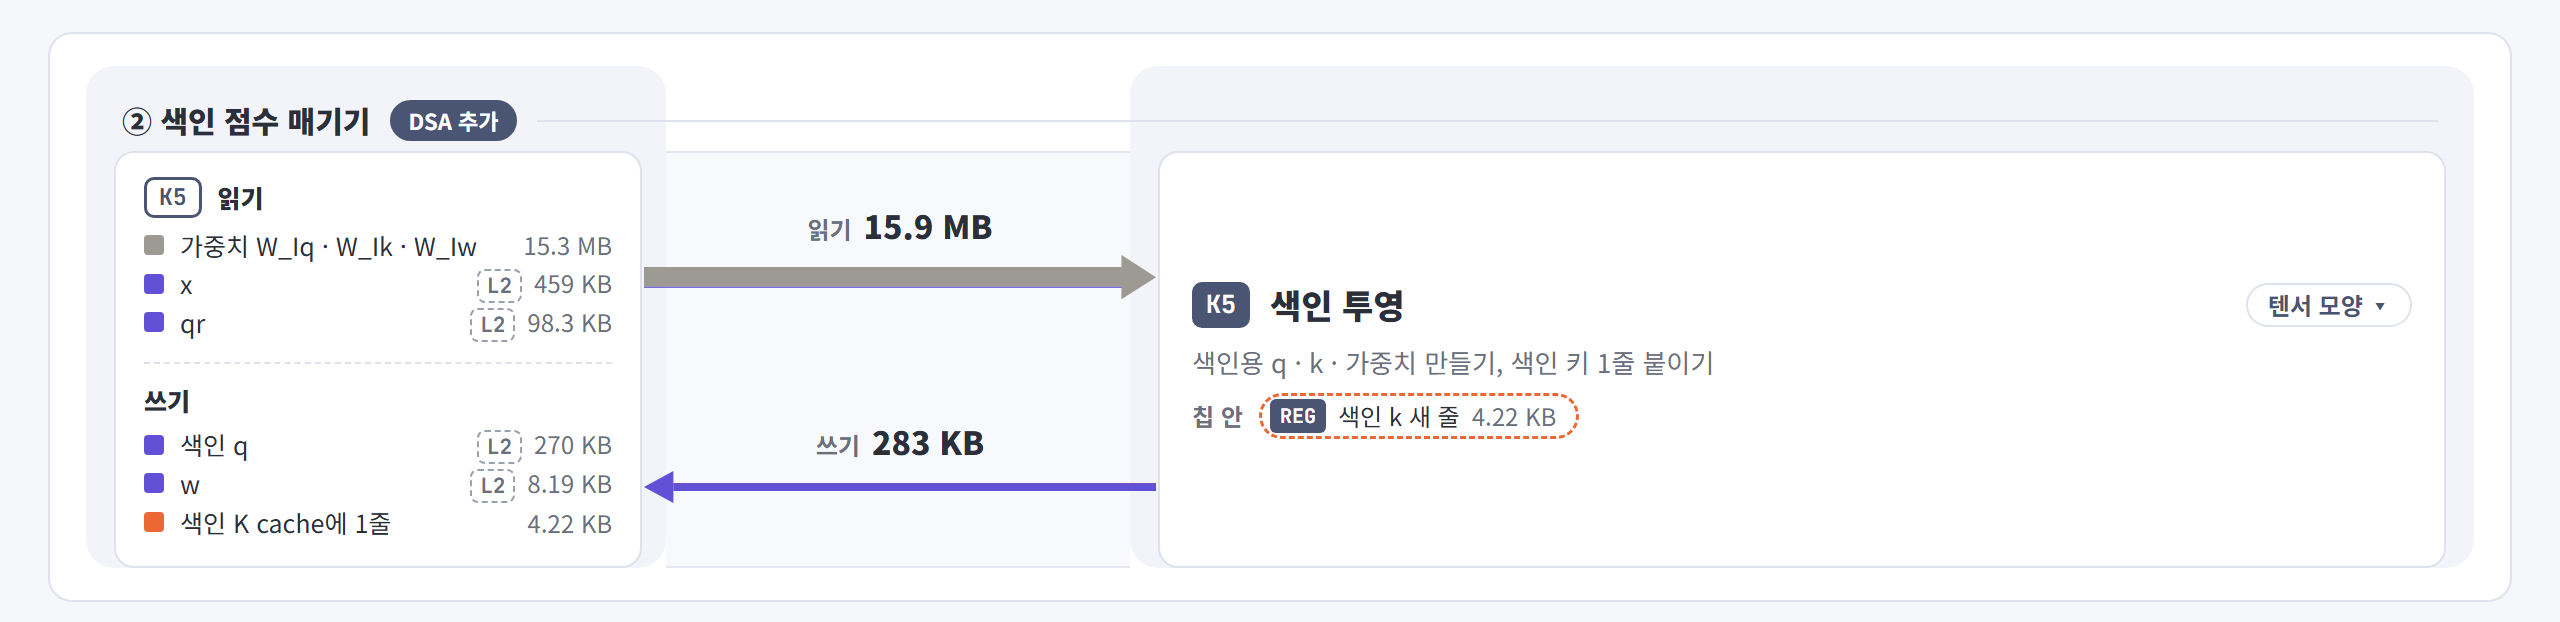 ② 색인 점수 매기기 DSA 추가
K5 읽기
가중치 W_Iq · W_Ik · W_Iw 15.3 MB
x L2 459 KB
qr L2 98.3 KB
쓰기
색인 q L2 270 KB
w L2 8.19 KB
색인 K cache에 1줄 4.22 KB
읽기 15.9 MB
쓰기 283 KB
K5 색인 투영
텐서 모양 ▾
색인용 q · k · 가중치 만들기, 색인 키 1줄 붙이기
칩 안 REG 색인 k 새 줄 4.22 KB